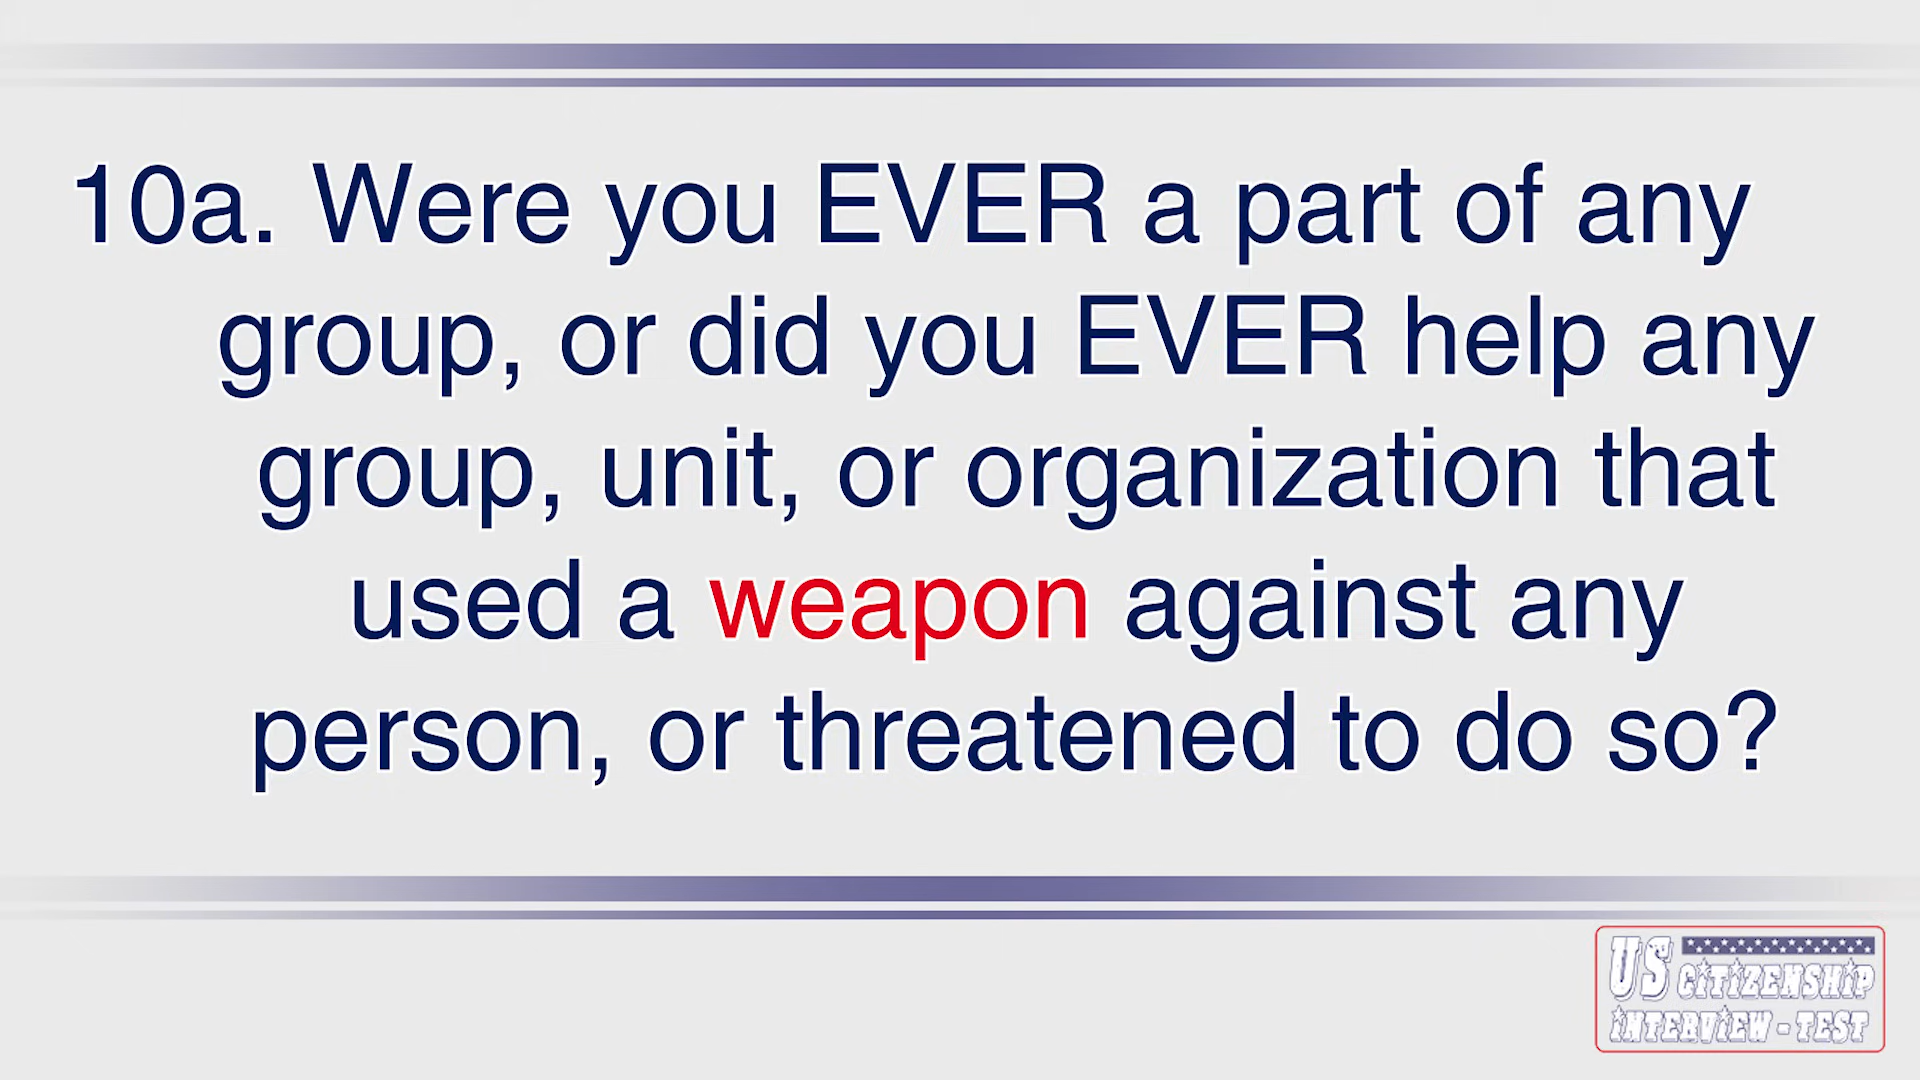 10a. Were you EVER a part of any
group, or did you EVER help any
group, unit, or organization that
used a weapon against any
person, or threatened to do so?
US CITIZENSHIP
INTERVIEW - TEST